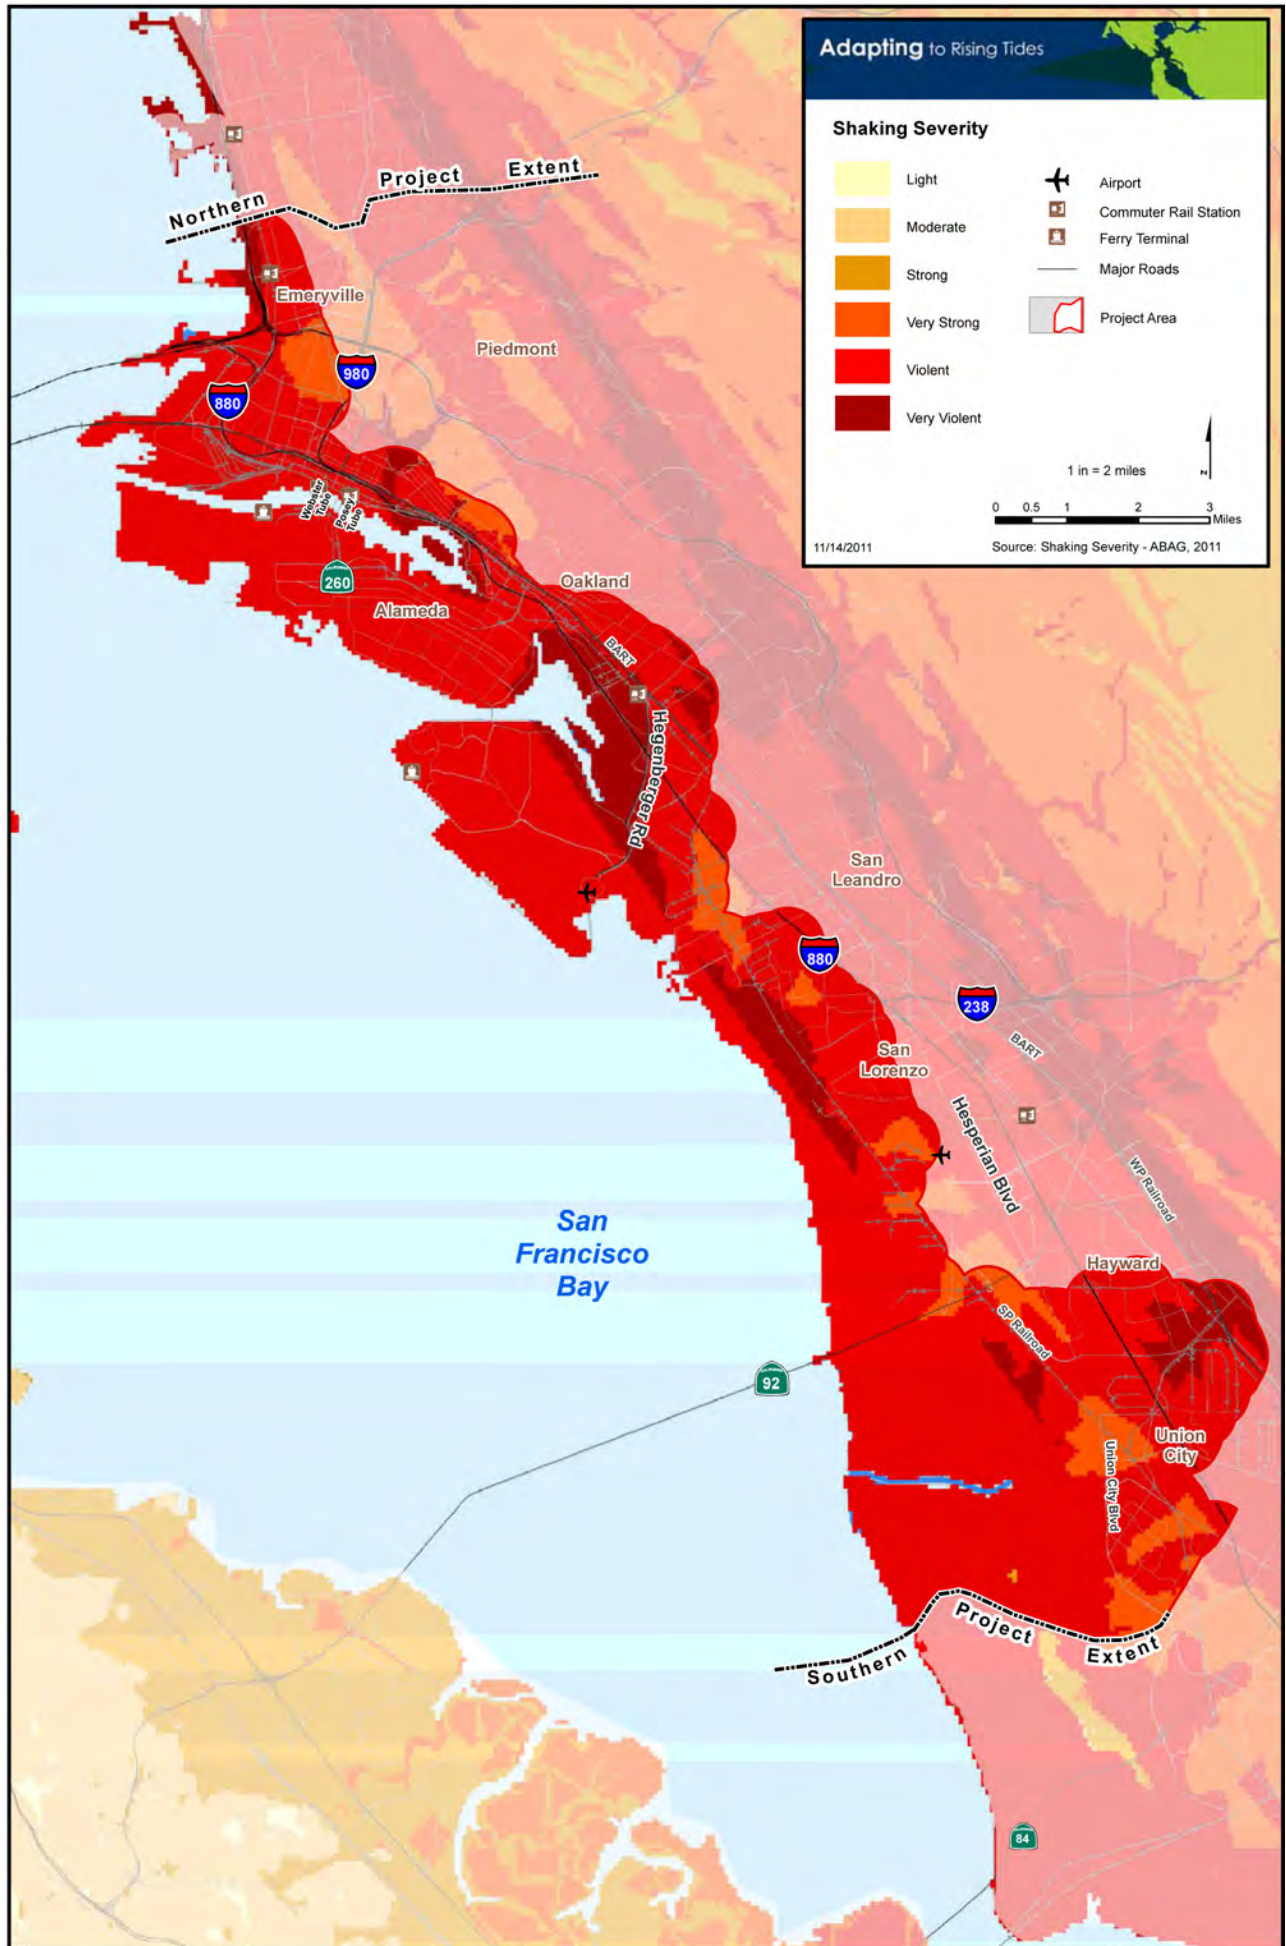 Adapting to Rising Tides
Shaking Severity
Light
Moderate
Strong
Very Strong
Violent
Very Violent
Airport
Commuter Rail Station
Ferry Terminal
Major Roads
Project Area
1 in = 2 miles
N
0 0.5 1 2 3
Miles
11/14/2011
Source: Shaking Severity - ABAG, 2011
Northern Project Extent
Emeryville
Piedmont
980
880
Webster
Tube
Posey
Tube
CALIFORNIA
260
Alameda
Oakland
BART
Hegenberger Rd
San
Leandro
880
238
BART
San
Lorenzo
Hesperian Blvd
WP Railroad
San
Francisco
Bay
Hayward
SP Railroad
CALIFORNIA
92
Union
City
Union City Blvd
Southern Project Extent
CALIFORNIA
84